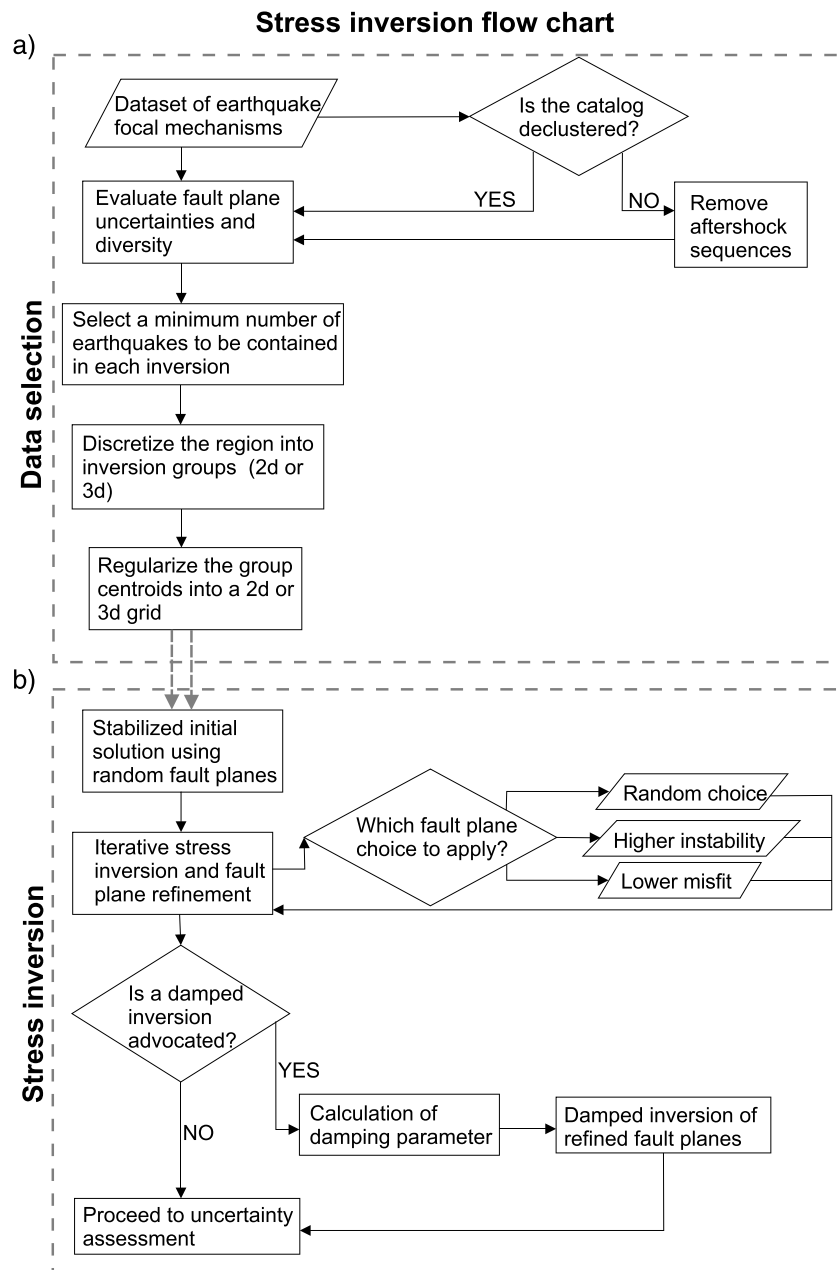 Stress inversion flow chart
a)
Dataset of earthquake
focal mechanisms
Is the catalog
declustered?
YES
NO
Remove
aftershock
sequences
Evaluate fault plane
uncertainties and
diversity
Select a minimum number of
earthquakes to be contained
in each inversion
Discretize the region into
inversion groups (2d or
3d)
Regularize the group
centroids into a 2d or
3d grid
Data selection
b)
Stabilized initial
solution using
random fault planes
Iterative stress
inversion and fault
plane refinement
Which fault plane
choice to apply?
Random choice
Higher instability
Lower misfit
Is a damped
inversion
advocated?
YES
NO
Calculation of
damping parameter
Damped inversion of
refined fault planes
Proceed to uncertainty
assessment
Stress inversion